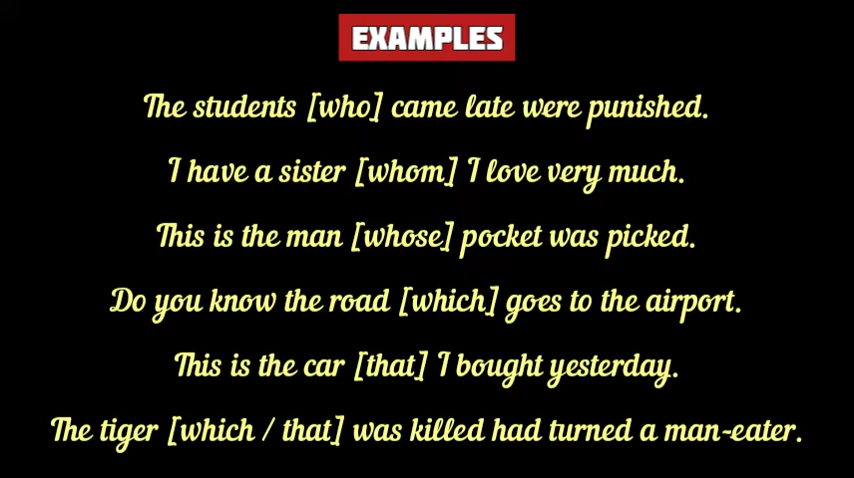 EXAMPLES
The students [who] came late were punished.
I have a sister [whom] I love very much.
This is the man [whose] pocket was picked.
Do you know the road [which] goes to the airport.
This is the car [that] I bought yesterday.
The tiger [which / that] was killed had turned a man-eater.